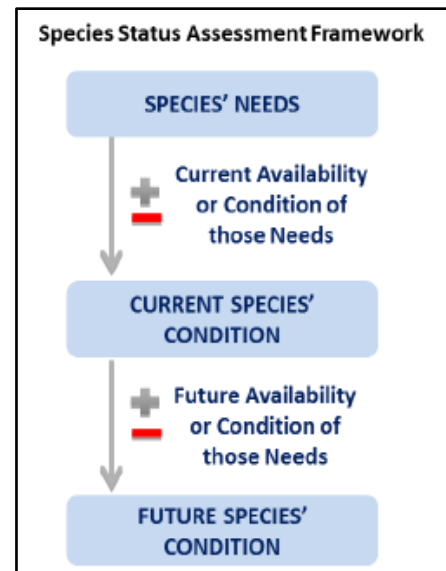 Species Status Assessment Framework
SPECIES' NEEDS
Current Availability
or Condition of
those Needs
CURRENT SPECIES'
CONDITION
Future Availability
or Condition of
those Needs
FUTURE SPECIES'
CONDITION